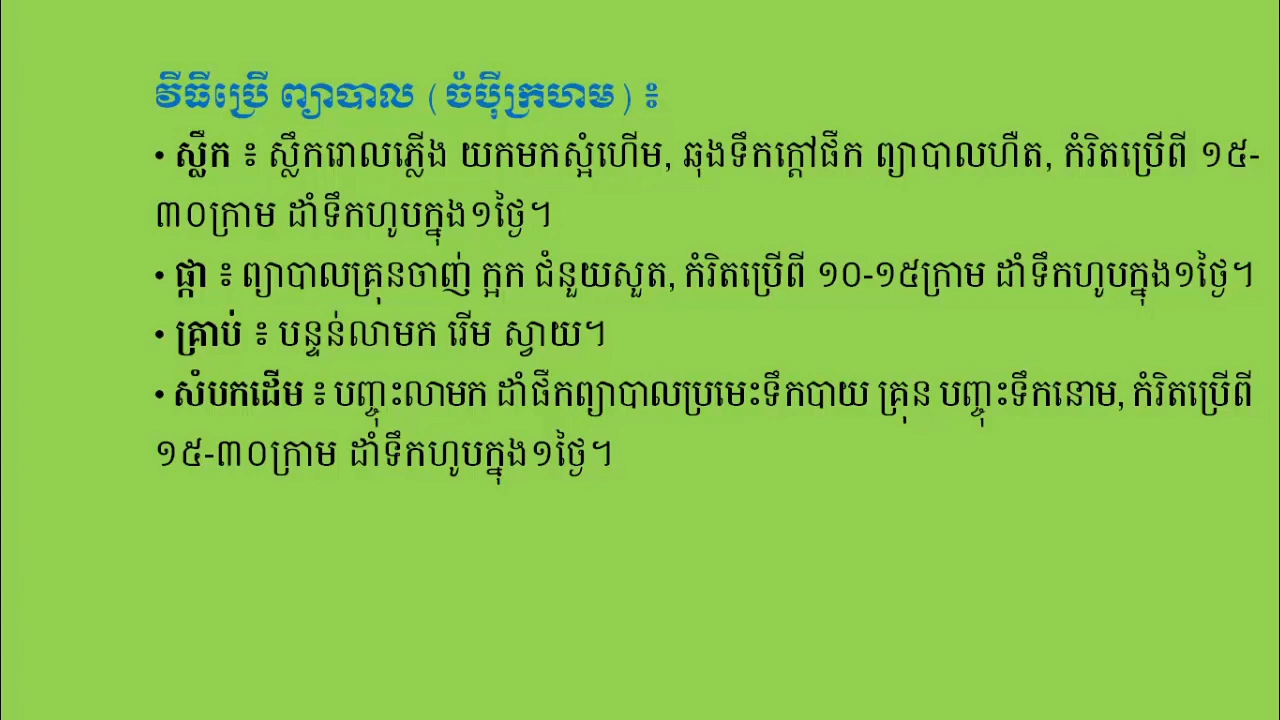 វិធីប្រើ ព្យាបាល (ចំប៉ីក្រហម) ៖
• ស្លឹក ៖ ស្លឹករោលភ្លើង យកមកស្អំហើម, ឆុងទឹកក្តៅផឹក ព្យាបាលហឺត, កំរិតប្រើពី ១៥-
៣០ក្រាម ដាំទឹកហូបក្នុង១ថ្ងៃ។
• ផ្កា ៖ ព្យាបាលគ្រុនចាញ់ ក្អក ជំនួយសួត, កំរិតប្រើពី ១០-១៥ក្រាម ដាំទឹកហូបក្នុង១ថ្ងៃ។
• គ្រាប់ ៖ បន្ទន់លាមក រើម ស្វាយ។
• សំបកដើម ៖ បញ្ចុះលាមក ដាំផឹកព្យាបាលប្រមេះទឹកបាយ គ្រុន បញ្ចុះទឹកនោម, កំរិតប្រើពី
១៥-៣០ក្រាម ដាំទឹកហូបក្នុង១ថ្ងៃ។